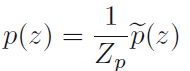 p(z) = \frac{1}{Z_p} \widetilde{p}(z)